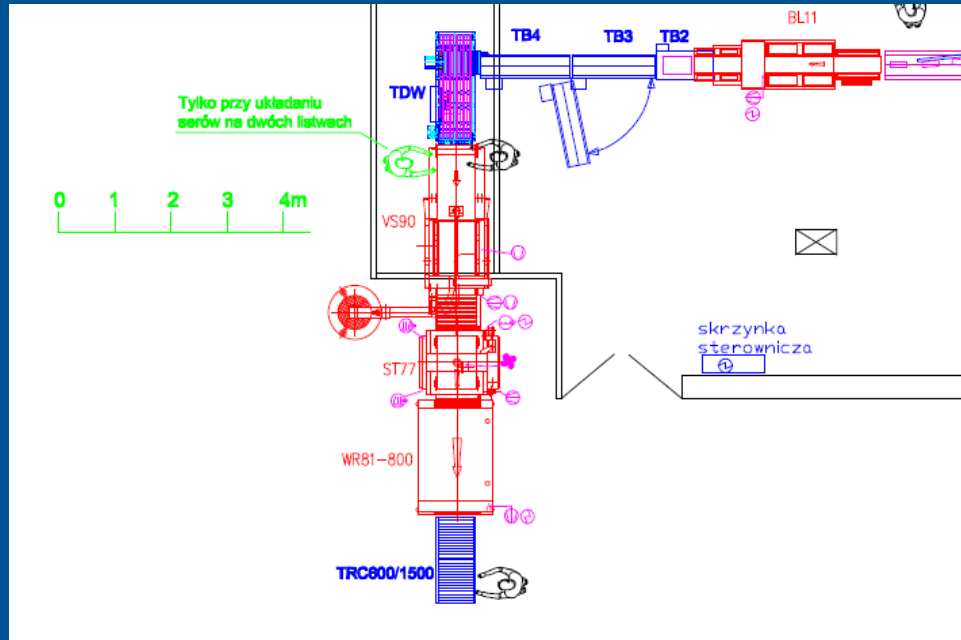 BL11
TB4
TB3
TB2
TDW
Tylko przy układaniu
serów na dwóch listwach
0 1 2 3 4m
VS90
skrzynka
sterownicza
ST77
WR81-800
TRC600/1500